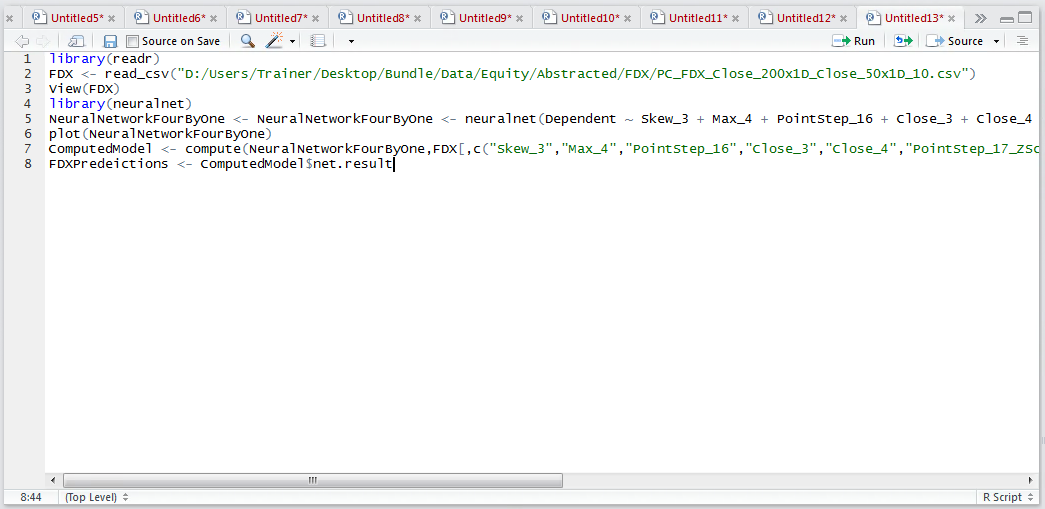 Untitled5* Untitled6* Untitled7* Untitled8* Untitled9* Untitled10* Untitled11* Untitled12* Untitled13*
Source on Save Run Source
1 library(readr)
2 FDX <- read_csv("D:/Users/Trainer/Desktop/Bundle/Data/Equity/Abstracted/FDX/PC_FDX_Close_200x1D_Close_50x1D_10.csv")
3 View(FDX)
4 library(neuralnet)
5 NeuralNetworkFourByOne <- NeuralNetworkFourByOne <- neuralnet(Dependent ~ Skew_3 + Max_4 + PointStep_16 + Close_3 + Close_4
6 plot(NeuralNetworkFourByOne)
7 ComputedModel <- compute(NeuralNetworkFourByOne,FDX[,c("Skew_3","Max_4","PointStep_16","Close_3","Close_4","PointStep_17_ZSc
8 FDXPredeictions <- ComputedModel$net.result
8:44 (Top Level) R Script